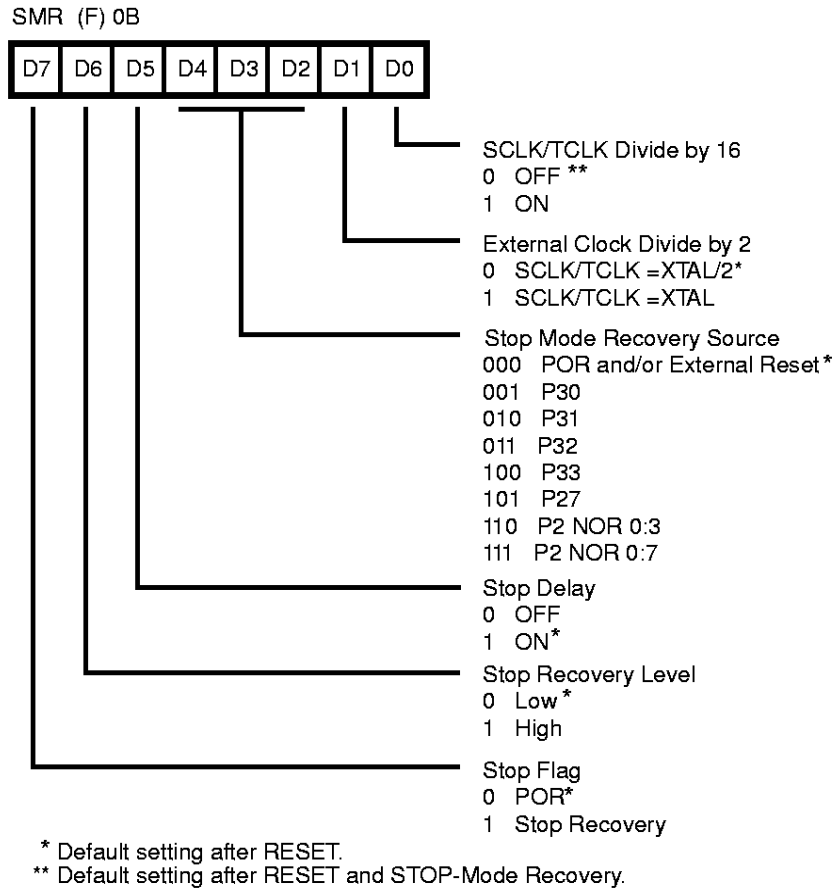 SMR (F) 0B
D7 D6 D5 D4 D3 D2 D1 D0
SCLK/TCLK Divide by 16
0 OFF **
1 ON
External Clock Divide by 2
0 SCLK/TCLK =XTAL/2*
1 SCLK/TCLK =XTAL
Stop Mode Recovery Source
000 POR and/or External Reset*
001 P30
010 P31
011 P32
100 P33
101 P27
110 P2 NOR 0:3
111 P2 NOR 0:7
Stop Delay
0 OFF
1 ON*
Stop Recovery Level
0 Low*
1 High
Stop Flag
0 POR*
1 Stop Recovery
* Default setting after RESET.
** Default setting after RESET and STOP-Mode Recovery.